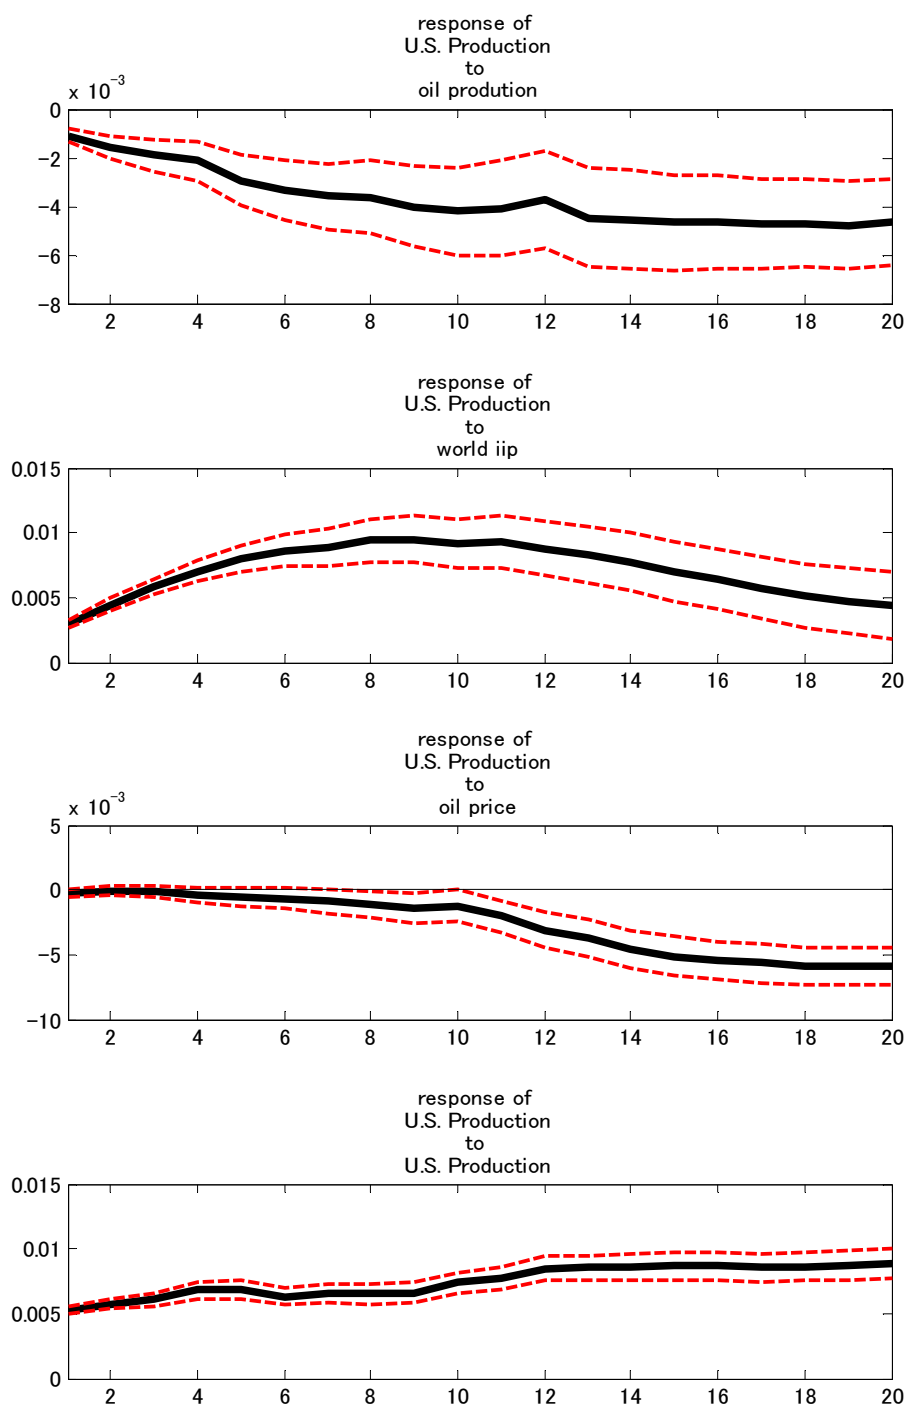 response of
U.S. Production
to
oil prodution
x 10⁻³
0
−2
−4
−6
−8
2 4 6 8 10 12 14 16 18 20
response of
U.S. Production
to
world iip
0.015
0.01
0.005
0
2 4 6 8 10 12 14 16 18 20
response of
U.S. Production
to
oil price
x 10⁻³
5
0
−5
−10
2 4 6 8 10 12 14 16 18 20
response of
U.S. Production
to
U.S. Production
0.015
0.01
0.005
0
2 4 6 8 10 12 14 16 18 20